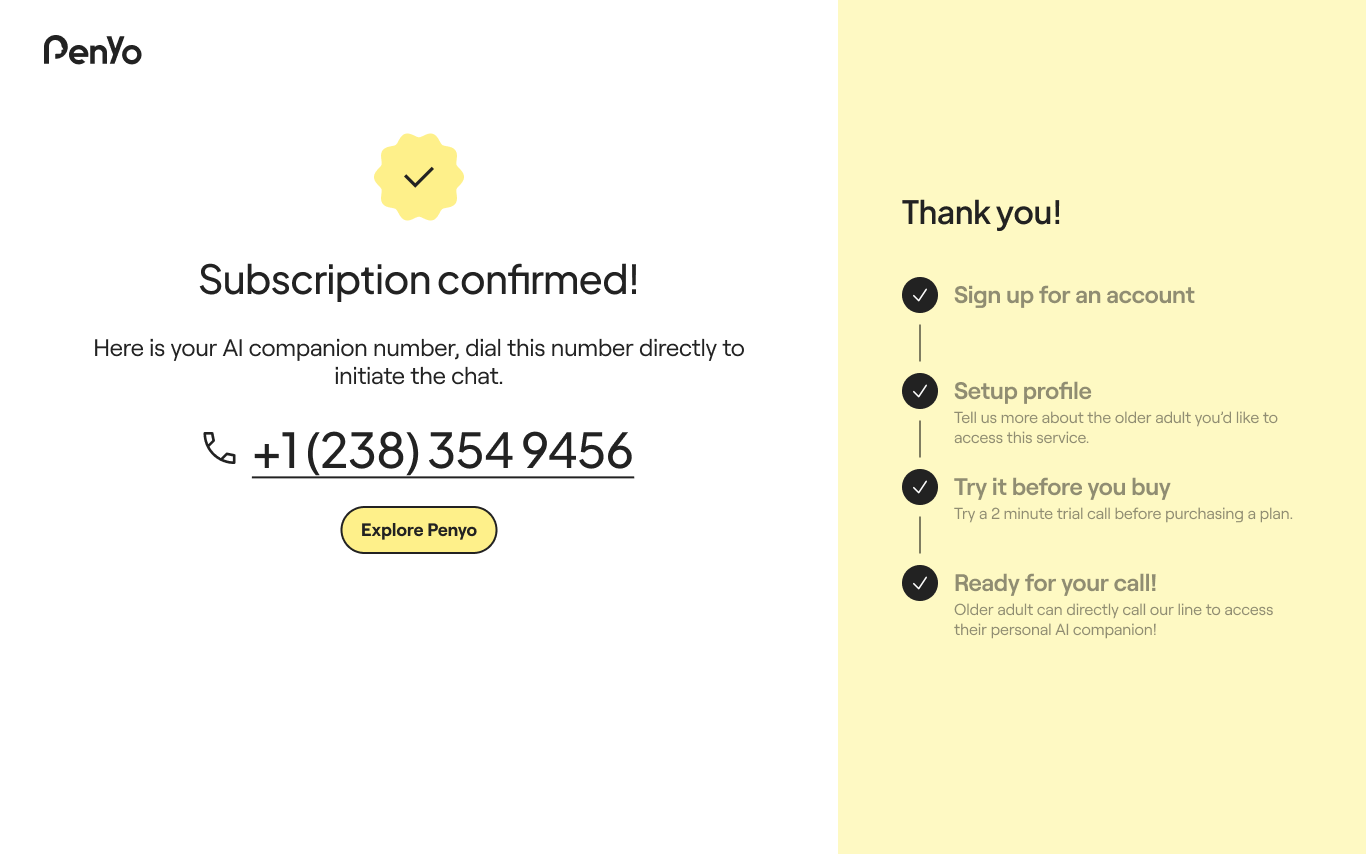 PenYo
Subscription confirmed!
Here is your AI companion number, dial this number directly to
initiate the chat.
+1 (238) 354 9456
Explore Penyo
Thank you!
Sign up for an account
Setup profile
Tell us more about the older adult you’d like to
access this service.
Try it before you buy
Try a 2 minute trial call before purchasing a plan.
Ready for your call!
Older adult can directly call our line to access
their personal AI companion!